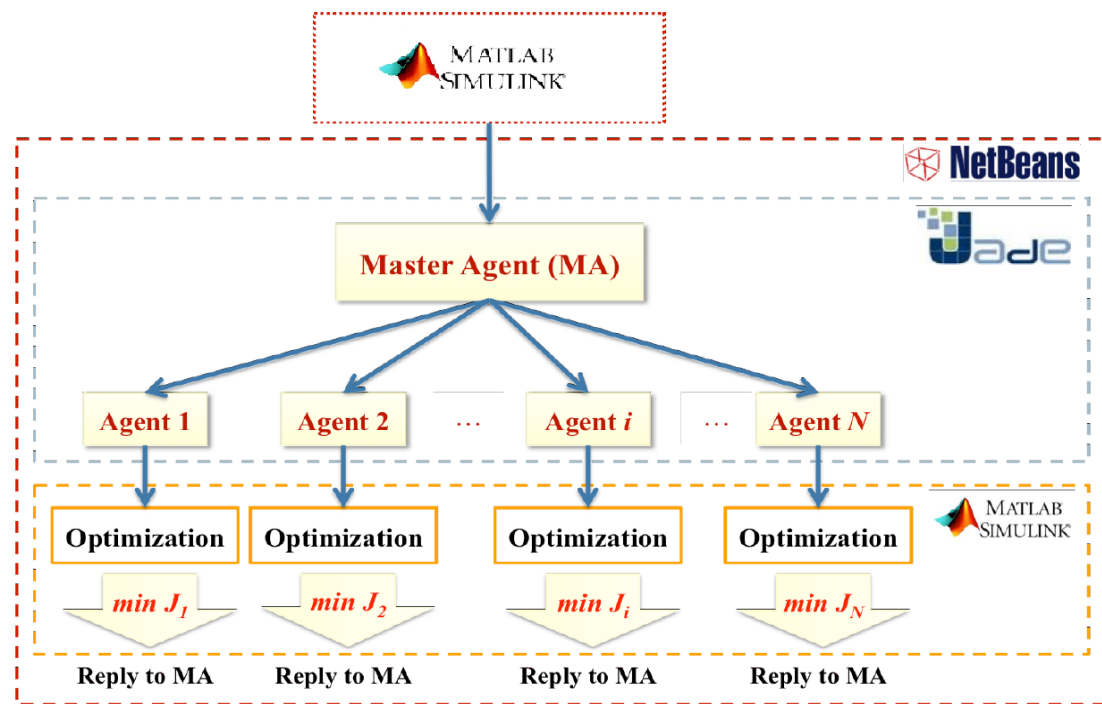 MATLAB
SIMULINK®
NetBeans
Jade
Master Agent (MA)
Agent 1
Agent 2
...
Agent i
...
Agent N
MATLAB
SIMULINK®
Optimization
Optimization
Optimization
Optimization
min J1
min J2
min Ji
min JN
Reply to MA
Reply to MA
Reply to MA
Reply to MA